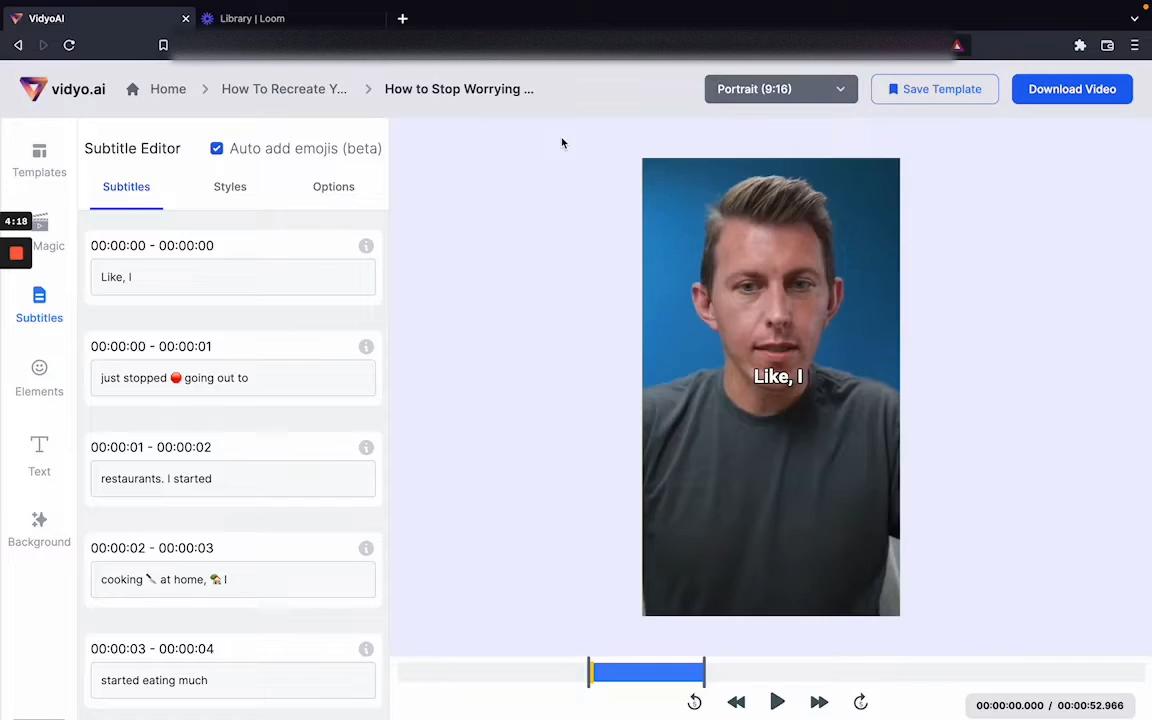 VidyoAI
Library | Loom
vidyo.ai
Home
How To Recreate Y...
How to Stop Worrying ...
Portrait (9:16)
Save Template
Download Video
Templates
4:18
Magic
Subtitles
Elements
Text
Background
Subtitle Editor
Auto add emojis (beta)
Subtitles
Styles
Options
00:00:00 - 00:00:00
Like, I
00:00:00 - 00:00:01
just stopped 🔴 going out to
00:00:01 - 00:00:02
restaurants. I started
00:00:02 - 00:00:03
cooking 🔪 at home, 🏡 I
00:00:03 - 00:00:04
started eating much
Like, I
5
5
00:00:00.000 / 00:00:52.966